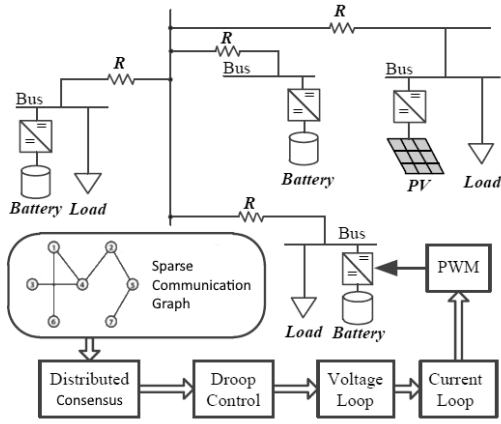 R
R
R
Bus
Bus
Bus
Battery
Load
Battery
PV
Load
R
Bus
1
2
3
4
5
6
7
Sparse
Communication
Graph
Load
Battery
PWM
Distributed
Consensus
Droop
Control
Voltage
Loop
Current
Loop